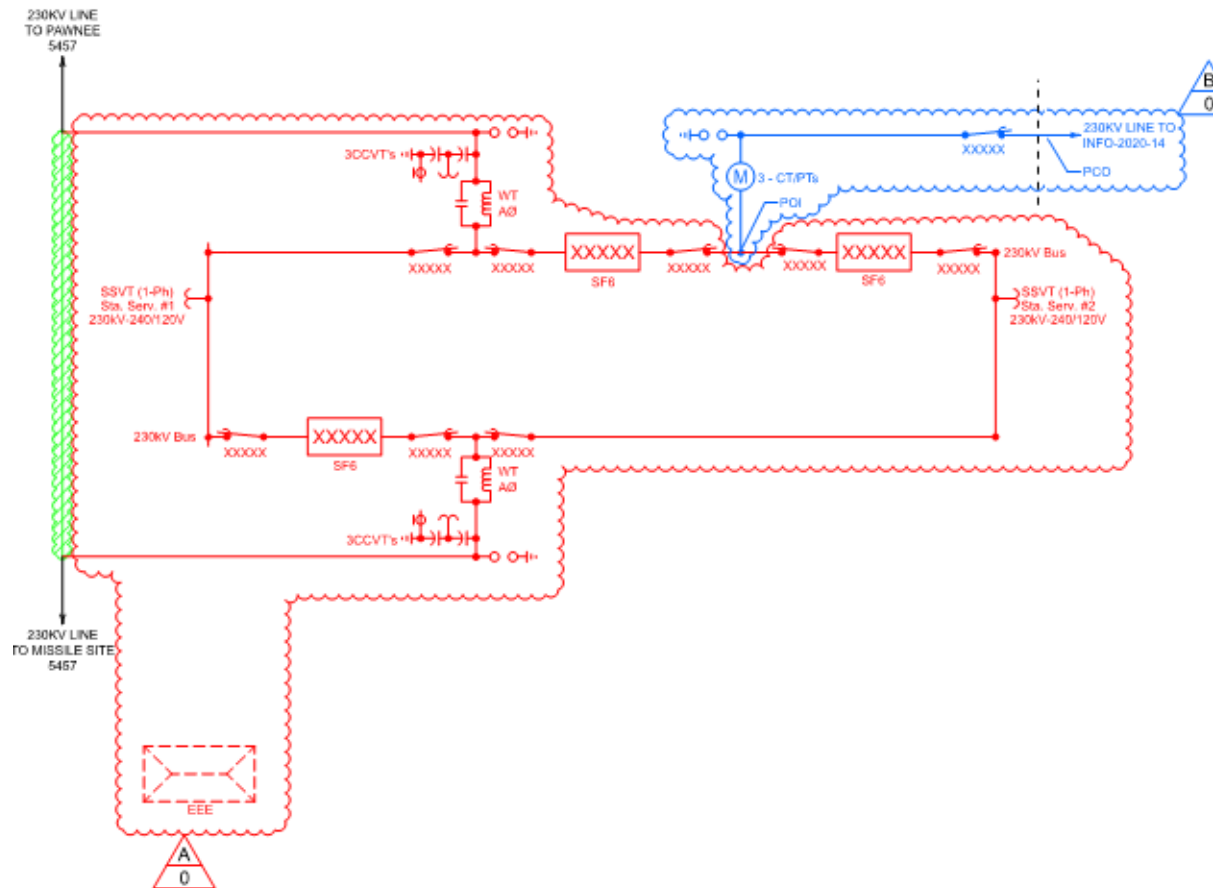 230KV LINE
TO PAWNEE
5457
B
0
3CCVT's
WT
AØ
230KV LINE TO
INFO-2020-14
XXXXX
PCO
M
3 - CT/PTs
POI
XXXXX
XXXXX
XXXXX
SF6
XXXXX
XXXXX
XXXXX
SF6
XXXXX
230kV Bus
SSVT (1-Ph)
Sta. Serv. #1
230kV-240/120V
SSVT (1-Ph)
Sta. Serv. #2
230kV-240/120V
230kV Bus
XXXXX
XXXXX
SF6
XXXXX
XXXXX
WT
AØ
3CCVT's
230KV LINE
TO MISSILE SITE
5457
EEE
A
0